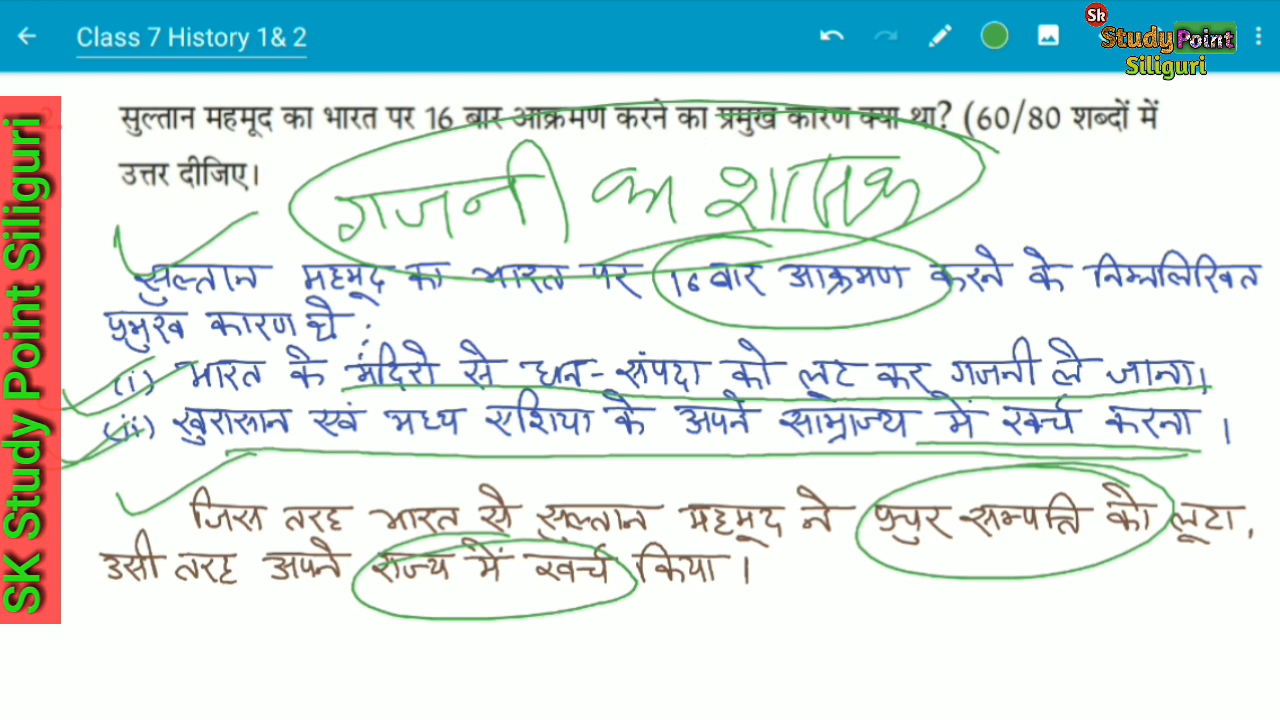 Class 7 History 1& 2
Sk
Study Point
Siliguri
SK Study Point Siliguri
सुल्तान महमूद का भारत पर 16 बार आक्रमण करने का प्रमुख कारण क्या था? (60/80 शब्दों में
उत्तर दीजिए।
गजनी का शासक
सुल्तान महमूद का भारत पर 16 बार आक्रमण करने के निम्नलिखित
प्रमुख कारण थे :
(i) भारत के मंदिरो से धन-संपदा को लूट कर गजनी ले जाना।
(ii) खुरासान एवं मध्य एशिया के अपने साम्राज्य में खर्च करना ।
जिस तरह भारत से सुल्तान महमूद ने प्रचुर सम्पत्ति को लूटा,
उसी तरह अपने राज्य में खर्च किया ।